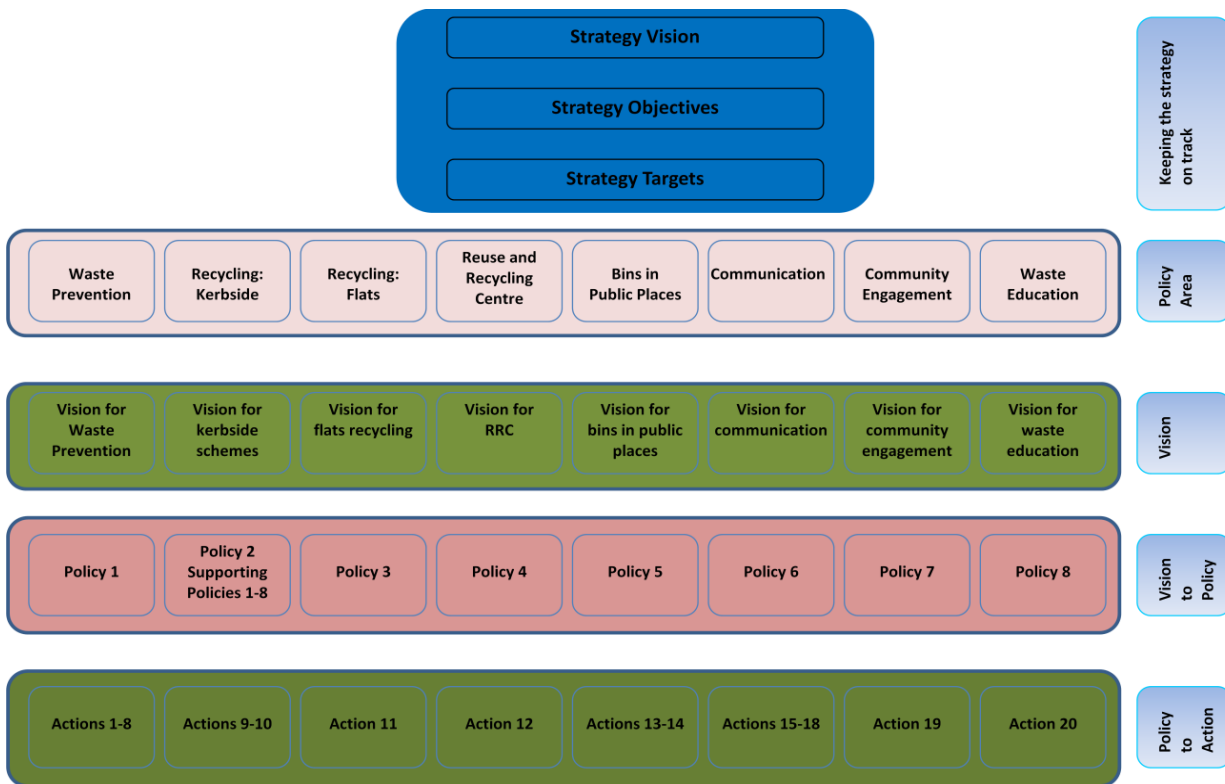 Strategy Vision
Strategy Objectives
Strategy Targets
Keeping the strategy
on track
Waste
Prevention
Recycling:
Kerbside
Recycling:
Flats
Reuse and
Recycling
Centre
Bins in
Public Places
Communication
Community
Engagement
Waste
Education
Policy
Area
Vision for
Waste
Prevention
Vision for
kerbside
schemes
Vision for
flats recycling
Vision for
RRC
Vision for
bins in public
places
Vision for
communication
Vision for
community
engagement
Vision for
waste
education
Vision
Policy 1
Policy 2
Supporting
Policies 1-8
Policy 3
Policy 4
Policy 5
Policy 6
Policy 7
Policy 8
Vision
to
Policy
Actions 1-8
Actions 9-10
Action 11
Action 12
Actions 13-14
Actions 15-18
Action 19
Action 20
Policy
to
Action